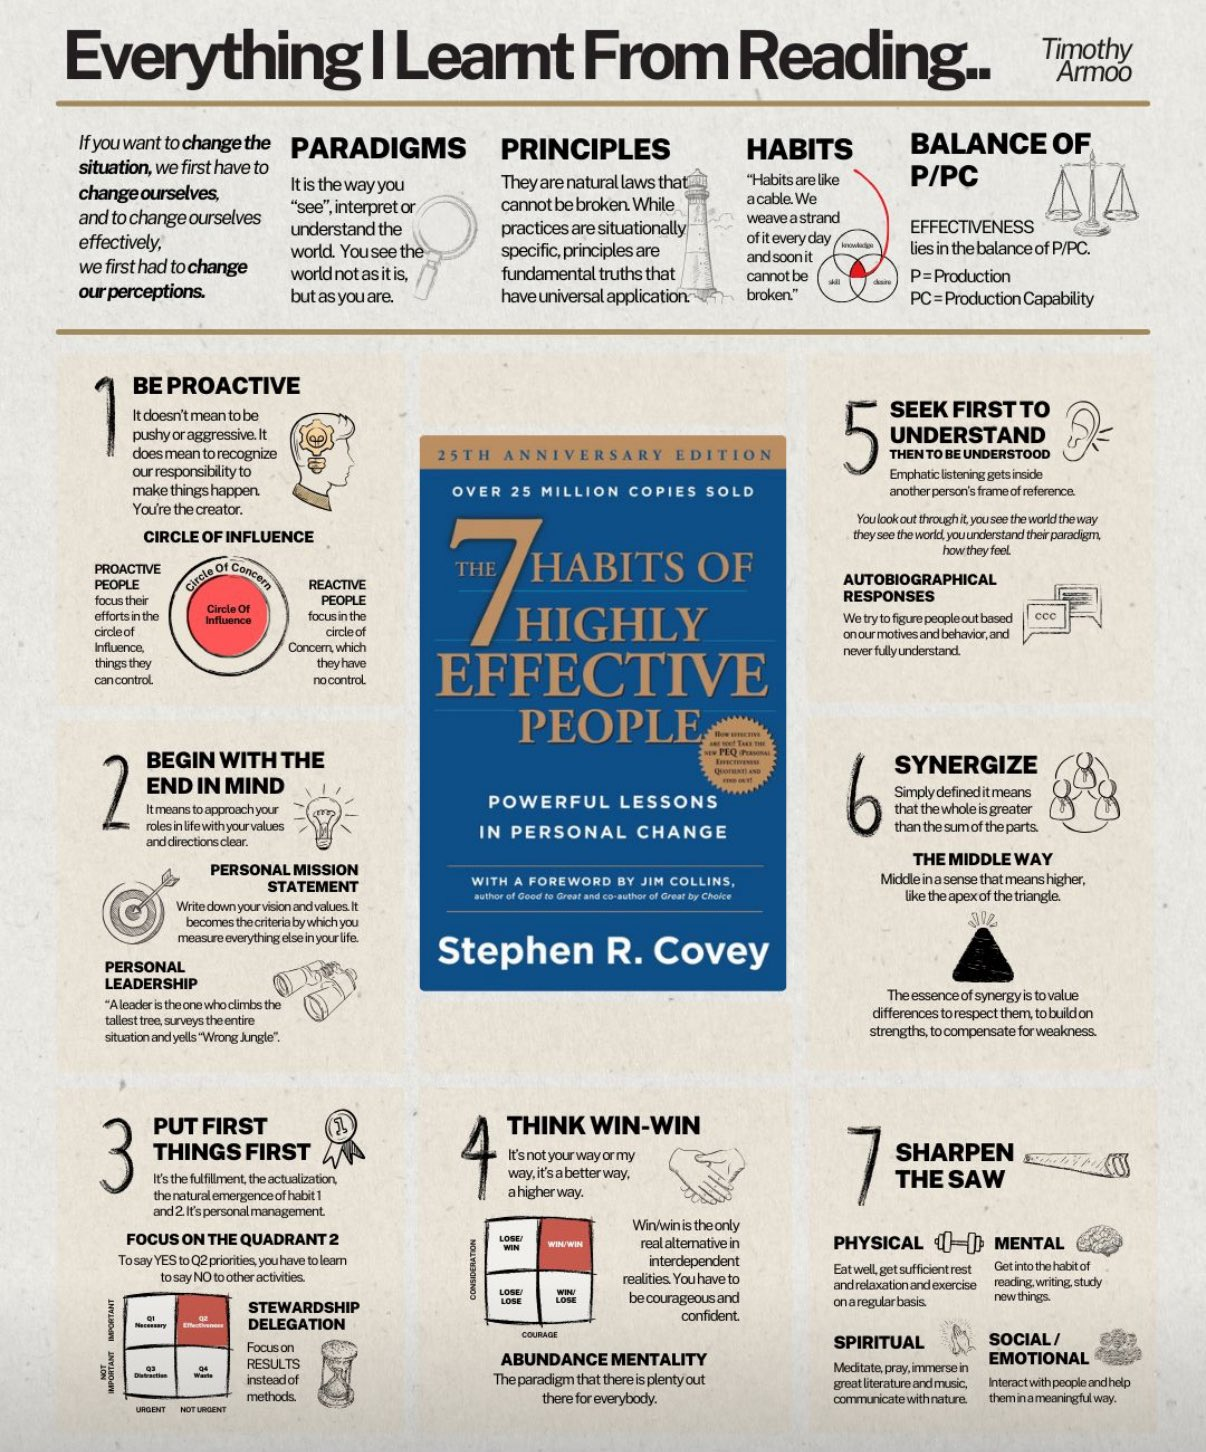 Everything I Learnt From Reading..
Timothy
Armoo
If you want to change the
situation, we first have to
change ourselves,
and to change ourselves
effectively,
we first had to change
our perceptions.
PARADIGMS
It is the way you
“see”, interpret or
understand the
world. You see the
world not as it is,
but as you are.
PRINCIPLES
They are natural laws that
cannot be broken. While
practices are situationally
specific, principles are
fundamental truths that
have universal application.
HABITS
“Habits are like
a cable. We
weave a strand
of it every day
and soon it
cannot be
broken.”
knowledge
skill
desire
BALANCE OF
P/PC
EFFECTIVENESS
lies in the balance of P/PC.
P = Production
PC = Production Capability
1
BE PROACTIVE
It doesn't mean to be
pushy or aggressive. It
does mean to recognize
our responsibility to
make things happen.
You're the creator.
CIRCLE OF INFLUENCE
PROACTIVE
PEOPLE
focus their
efforts in the
circle of
Influence,
things they
can control.
Circle Of Concern
Circle Of
Influence
REACTIVE
PEOPLE
focus in the
circle of
Concern, which
they have
no control.
2
BEGIN WITH THE
END IN MIND
It means to approach your
roles in life with your values
and directions clear.
PERSONAL MISSION
STATEMENT
Write down your vision and values. It
becomes the criteria by which you
measure everything else in your life.
PERSONAL
LEADERSHIP
“A leader is the one who climbs the
tallest tree, surveys the entire
situation and yells “Wrong Jungle”.
3
PUT FIRST
THINGS FIRST
1
It's the fulfillment, the actualization,
the natural emergence of habit 1
and 2. It's personal management.
FOCUS ON THE QUADRANT 2
To say YES to Q2 priorities, you have to learn
to say NO to other activities.
IMPORTANT
NOT
IMPORTANT
Q1
Necessary
Q2
Effectiveness
Q3
Distraction
Q4
Waste
URGENT
NOT URGENT
STEWARDSHIP
DELEGATION
Focus on
RESULTS
instead of
methods.
25TH ANNIVERSARY EDITION
OVER 25 MILLION COPIES SOLD
THE 7 HABITS OF
HIGHLY
EFFECTIVE
PEOPLE
How effective
are you? Take the
new PEQ (Personal
Effectiveness
Quotient) and
find out!
POWERFUL LESSONS
IN PERSONAL CHANGE
WITH A FOREWORD BY JIM COLLINS,
author of Good to Great and co-author of Great by Choice
Stephen R. Covey
4
THINK WIN-WIN
It's not your way or my
way, it's a better way,
a higher way.
CONSIDERATION
LOSE/
WIN
WIN/WIN
LOSE/
LOSE
WIN/
LOSE
COURAGE
Win/win is the only
real alternative in
interdependent
realities. You have to
be courageous and
confident.
ABUNDANCE MENTALITY
The paradigm that there is plenty out
there for everybody.
5
SEEK FIRST TO
UNDERSTAND
THEN TO BE UNDERSTOOD
Emphatic listening gets inside
another person's frame of reference.
You look out through it, you see the world the way
they see the world, you understand their paradigm,
how they feel.
AUTOBIOGRAPHICAL
RESPONSES
We try to figure people out based
on our motives and behavior, and
never fully understand.
6
SYNERGIZE
Simply defined it means
that the whole is greater
than the sum of the parts.
THE MIDDLE WAY
Middle in a sense that means higher,
like the apex of the triangle.
The essence of synergy is to value
differences to respect them, to build on
strengths, to compensate for weakness.
7
SHARPEN
THE SAW
PHYSICAL
Eat well, get sufficient rest
and relaxation and exercise
on a regular basis.
MENTAL
Get into the habit of
reading, writing, study
new things.
SPIRITUAL
Meditate, pray, immerse in
great literature and music,
communicate with nature.
SOCIAL /
EMOTIONAL
Interact with people and help
them in a meaningful way.